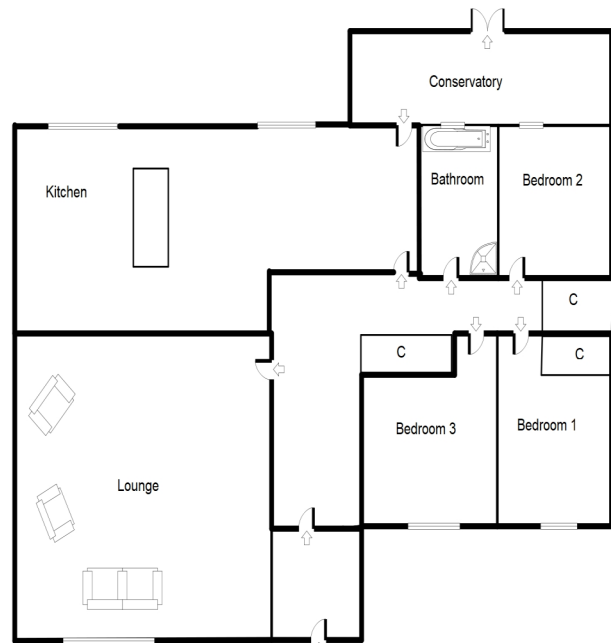 Conservatory
Kitchen
Bathroom
Bedroom 2
C
C
C
Bedroom 3
Bedroom 1
Lounge